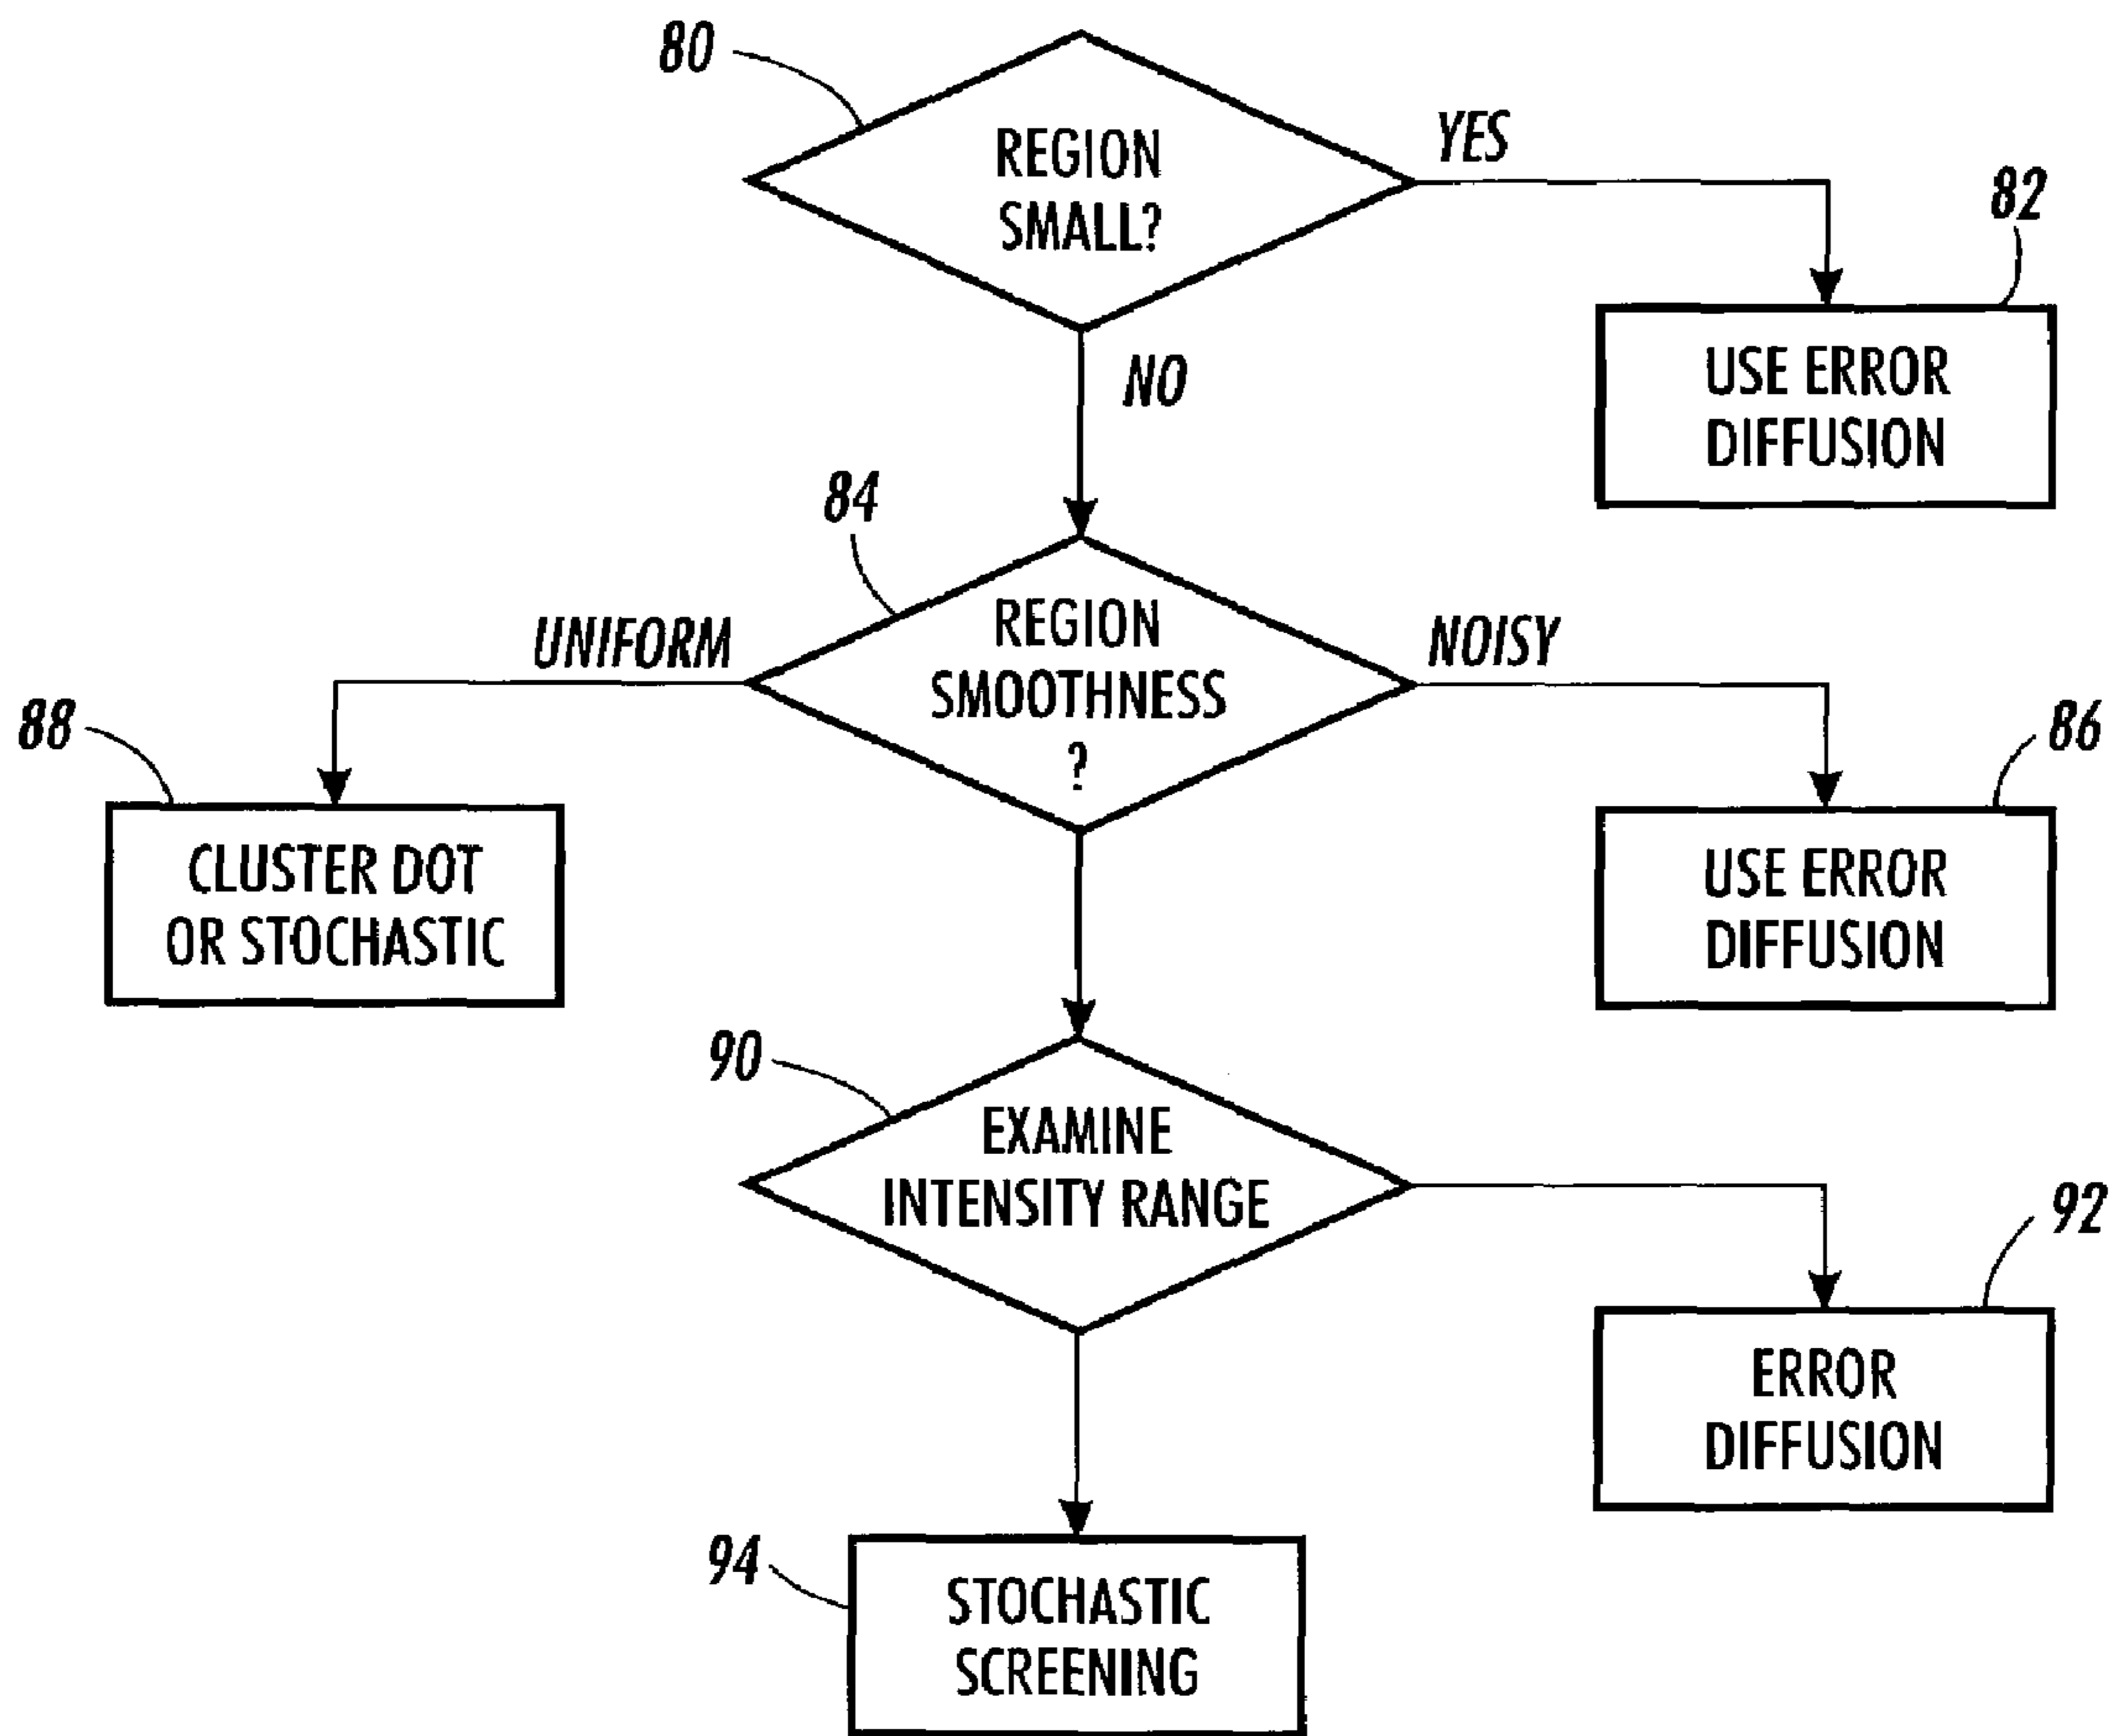 80
REGION
SMALL?
YES
82
USE ERROR
DIFFUSION
NO
84
REGION
SMOOTHNESS
?
UNIFORM
NOISY
88
CLUSTER DOT
OR STOCHASTIC
86
USE ERROR
DIFFUSION
90
EXAMINE
INTENSITY RANGE
92
ERROR
DIFFUSION
94
STOCHASTIC
SCREENING